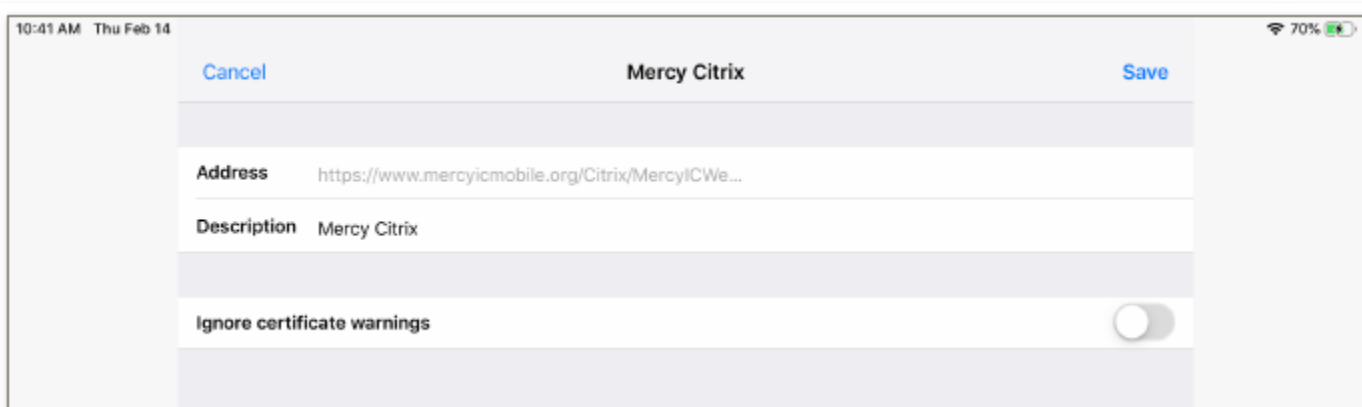 10:41 AM Thu Feb 14 70%
Cancel Mercy Citrix Save
Address https://www.mercyicmobile.org/Citrix/MercyICWe...
Description Mercy Citrix
Ignore certificate warnings